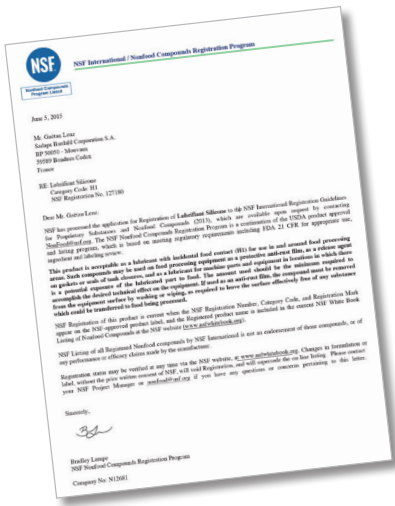 NSF
Nonfood Compounds
Program Listed
NSF International / Nonfood Compounds Registration Program
June 5, 2015
Mr. Gaetan Lenz
Sadaps Bardahl Corporation S.A.
BP 50050 - Mouvaux
59589 Bondues Cedex
France
RE: Lubrifiant Silicone
Category Code: H1
NSF Registration No. 127180
Dear Mr. Gaetan Lenz:
NSF has processed the application for Registration of Lubrifiant Silicone to the NSF International Registration Guidelines
for Proprietary Substances and Nonfood Compounds (2013), which are available upon request by contacting
NonFood@nsf.org. The NSF Nonfood Compounds Registration Program is a continuation of the USDA product approval
and listing program, which is based on meeting regulatory requirements including FDA 21 CFR for appropriate use,
ingredient and labeling review.
This product is acceptable as a lubricant with incidental food contact (H1) for use in and around food processing
areas. Such compounds may be used on food processing equipment as a protective anti-rust film, as a release agent
on gaskets or seals of tank closures, and as a lubricant for machine parts and equipment in locations in which there
is a potential exposure of the lubricated part to food. The amount used should be the minimum required to
accomplish the desired technical effect on the equipment. If used as an anti-rust film, the compound must be removed
from the equipment surface by washing or wiping, as required to leave the surface effectively free of any substance
which could be transferred to food being processed.
NSF Registration of this product is current when the NSF Registration Number, Category Code, and Registration Mark
appear on the NSF-approved product label, and the Registered product name is included in the current NSF White Book
Listing of Nonfood Compounds at the NSF website (www.nsfwhitebook.org).
NSF Listing of all Registered Nonfood Compounds by NSF International is not an endorsement of those compounds, or of
any performance or efficacy claims made by the manufacturer.
Registration status may be verified at any time via the NSF website, at www.nsfwhitebook.org. Changes in formulation or
label, without the prior written consent of NSF, will void Registration, and will supercede the on-line listing. Please contact
your NSF Project Manager or nonfood@nsf.org if you have any questions or concerns pertaining to this letter.
Sincerely,
Bradley Lampe
NSF Nonfood Compounds Registration Program
Company No: N12681